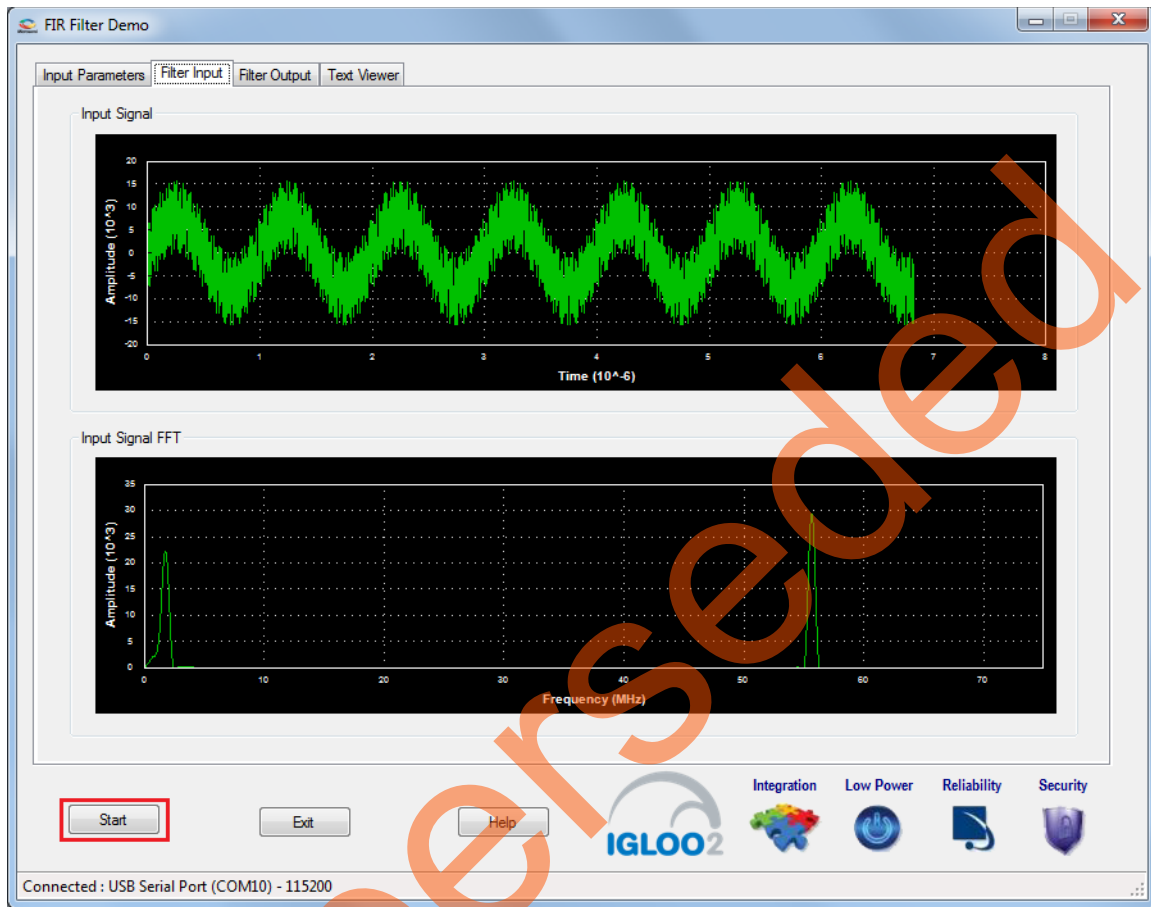 FIR Filter Demo
Input Parameters Filter Input Filter Output Text Viewer
Input Signal
20
15
10
5
0
-5
-10
-15
-20
Amplitude (10^3)
0 1 2 3 4 5 6 7 8
Time (10^-6)
Input Signal FFT
35
30
25
20
15
10
5
0
Amplitude (10^3)
0 10 20 30 40 50 60 70
Frequency (MHz)
Start Exit Help
IGLOO2
Integration Low Power Reliability Security
Connected : USB Serial Port (COM10) - 115200
perseded